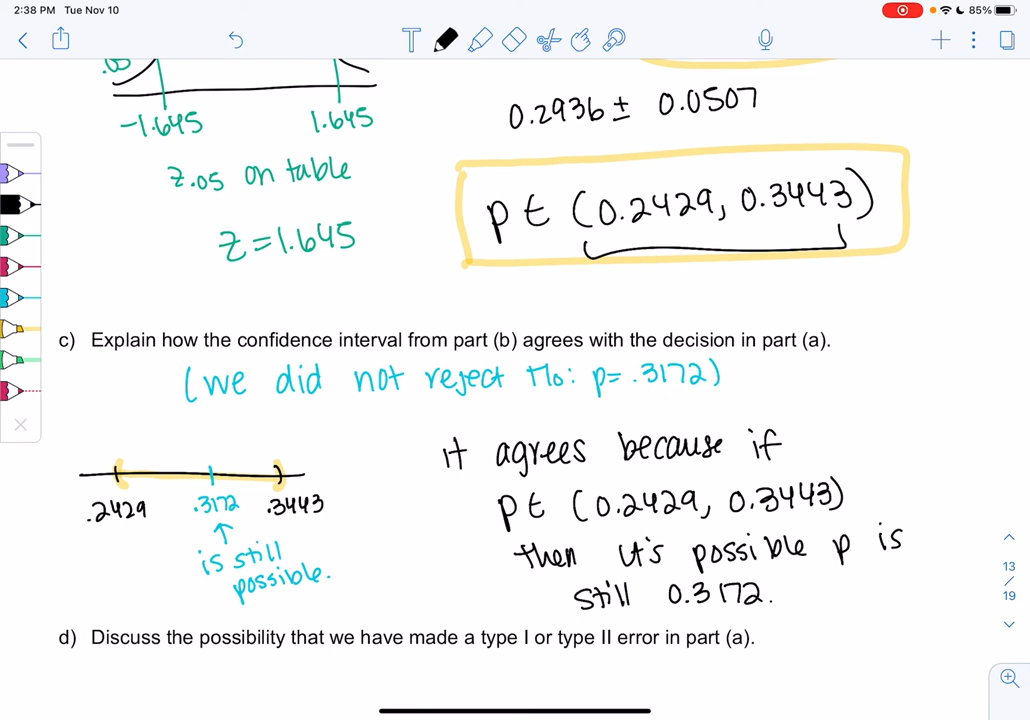 2:38 PM Tue Nov 10
85%
T
.05
-1.645
1.645
0.2936 ± 0.0507
Z.05 on table
p ∈ (0.2429, 0.3443)
Z = 1.645
c) Explain how the confidence interval from part (b) agrees with the decision in part (a).
(we did not reject Ho: p= .3172)
it agrees because if
p ∈ (0.2429, 0.3443)
then it's possible p is
still 0.3172.
.2429
.3172
.3443
↑
is still
possible.
d) Discuss the possibility that we have made a type I or type II error in part (a).
13
/
19